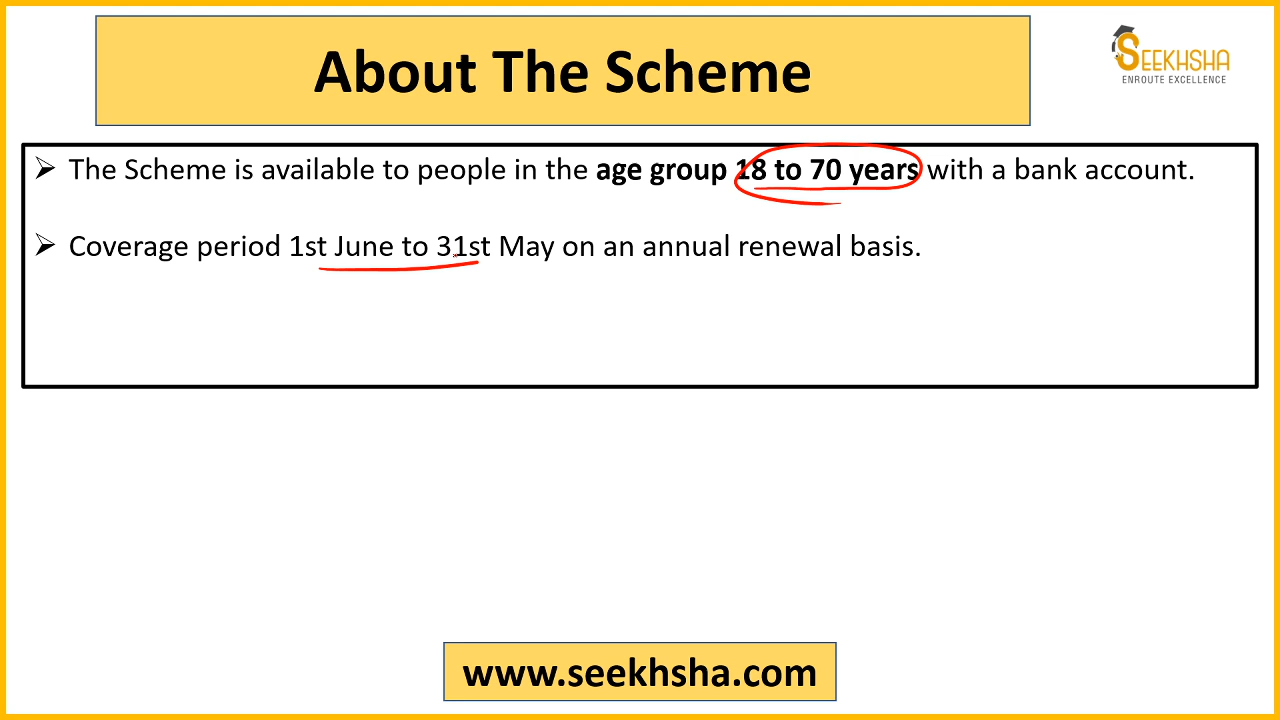 About The Scheme
SEEKHSHA
ENROUTE EXCELLENCE
➢ The Scheme is available to people in the age group 18 to 70 years with a bank account.
➢ Coverage period 1st June to 31st May on an annual renewal basis.
www.seekhsha.com